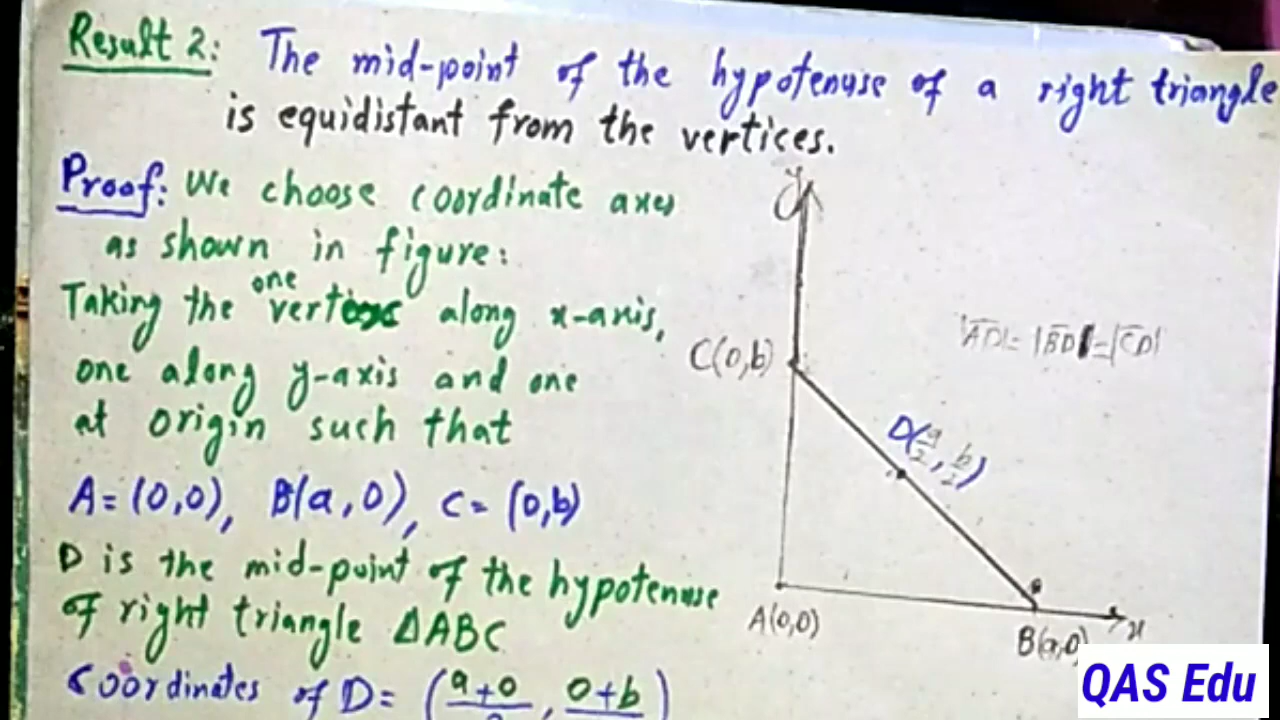 Result 2: The mid-point of the hypotenuse of a right triangle
is equidistant from the vertices.
Proof: We choose coordinate axes
as shown in figure:
Taking the one vertex along x-axis,
one along y-axis and one
at origin such that
A = (0,0), B(a,0), C = (0,b)
D is the mid-point of the hypotenuse
of right triangle ΔABC
Coordinates of D = (a+0/2, 0+b
y
|AD| = |BD| = |CD|
C(0,b)
D(a/2, b/2)
A(0,0)
B(a,0)
x
QAS Edu